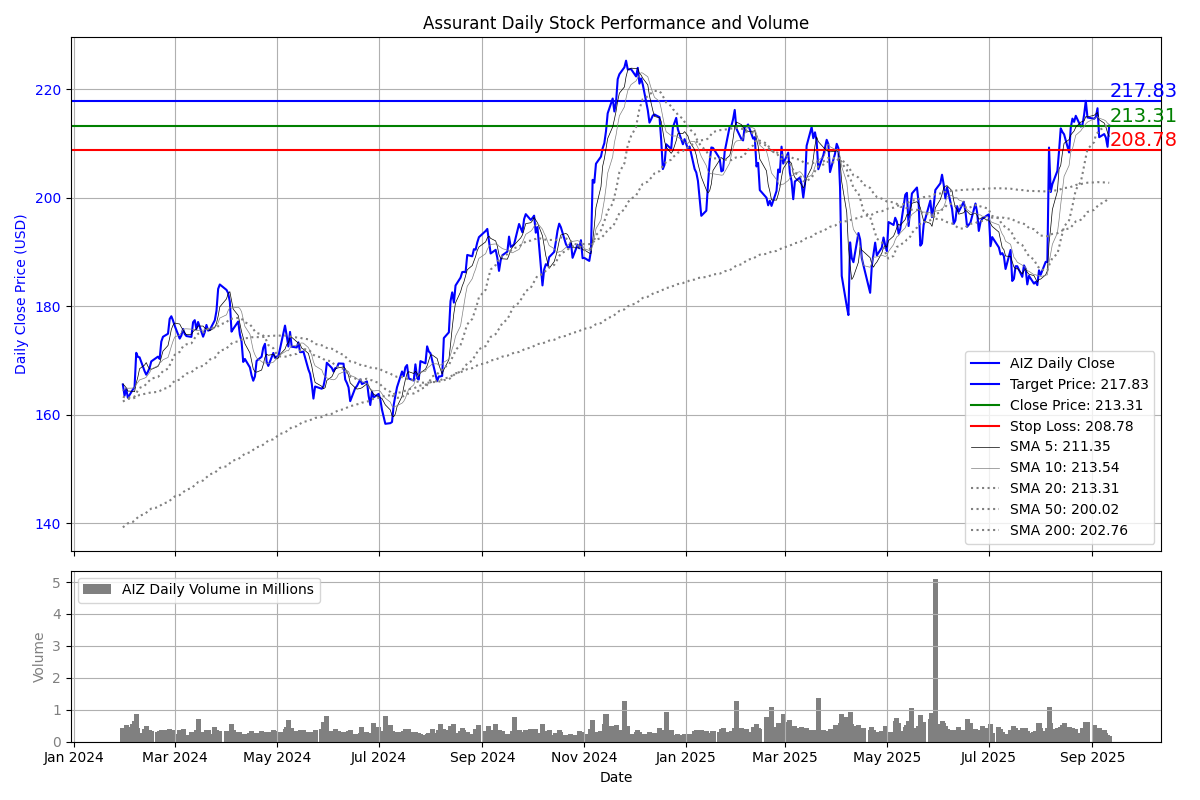 Assurant Daily Stock Performance and Volume
Daily Close Price (USD)
220
200
180
160
140
217.83
213.31
208.78
AIZ Daily Close
Target Price: 217.83
Close Price: 213.31
Stop Loss: 208.78
SMA 5: 211.35
SMA 10: 213.54
SMA 20: 213.31
SMA 50: 200.02
SMA 200: 202.76
Volume
5
4
3
2
1
0
AIZ Daily Volume in Millions
Jan 2024 Mar 2024 May 2024 Jul 2024 Sep 2024 Nov 2024 Jan 2025 Mar 2025 May 2025 Jul 2025 Sep 2025
Date